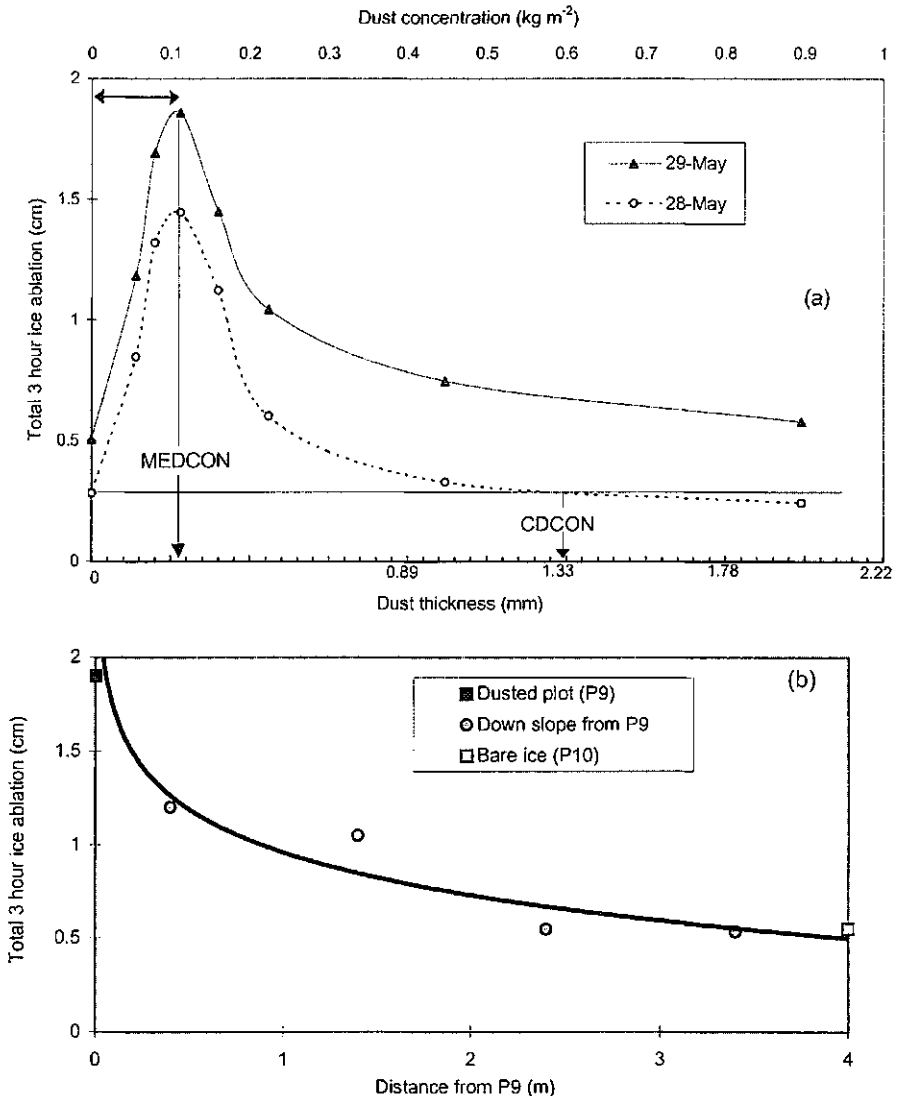 Dust concentration (kg m-2)
0 0.1 0.2 0.3 0.4 0.5 0.6 0.7 0.8 0.9 1
2
1.5
1
0.5
0
Total 3 hour ice ablation (cm)
29-May
28-May
(a)
MEDCON
CDCON
0 0.89 1.33 1.78 2.22
Dust thickness (mm)
2
1.5
1
0.5
0
Total 3 hour ice ablation (cm)
Dusted plot (P9)
Down slope from P9
Bare ice (P10)
(b)
0 1 2 3 4
Distance from P9 (m)